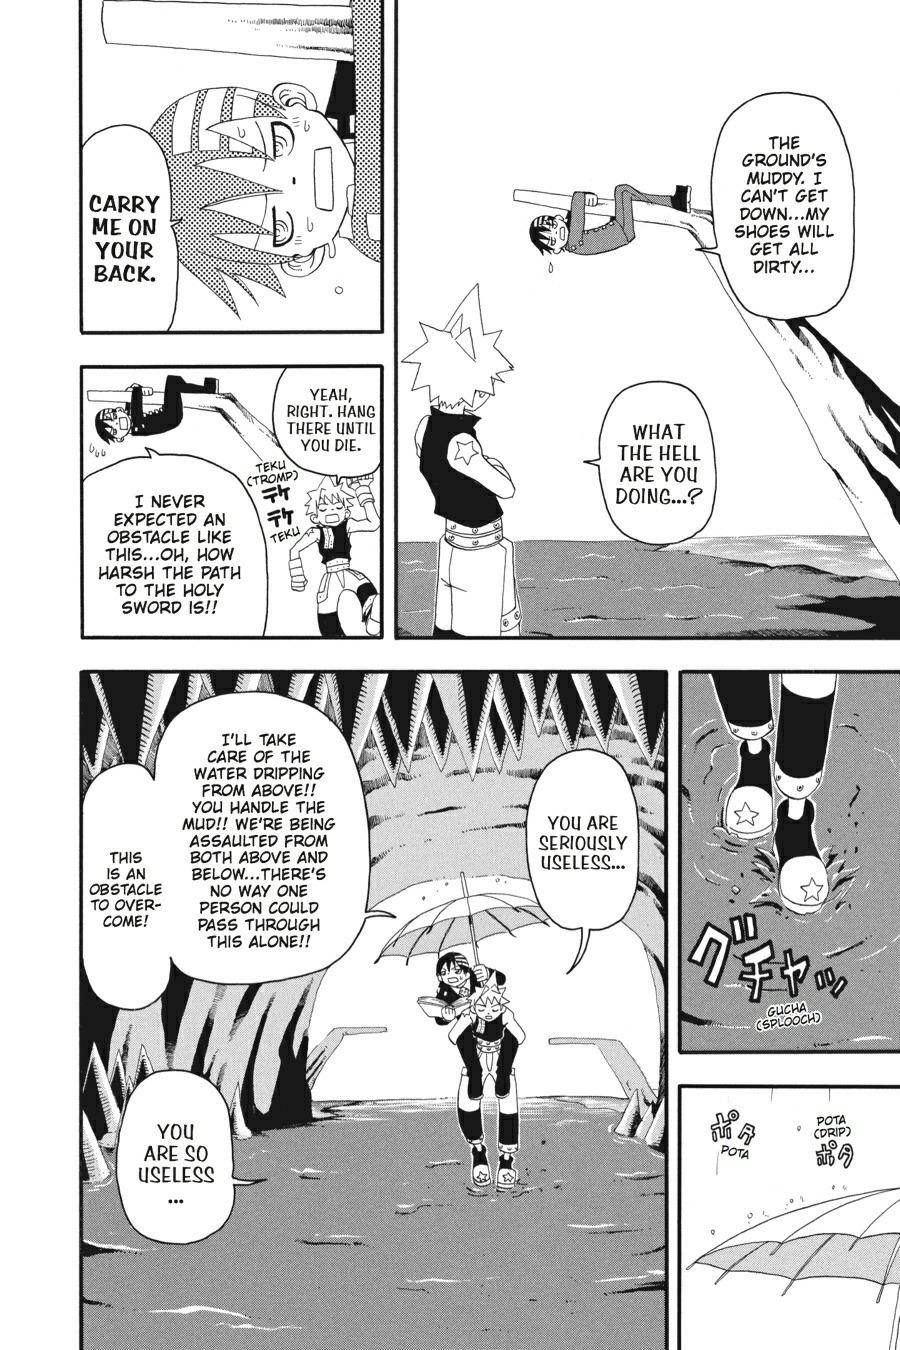 THE
GROUND'S
MUDDY. I
CAN'T GET
DOWN...MY
SHOES WILL
GET ALL
DIRTY...
WHAT
THE HELL
ARE YOU
DOING...?
CARRY
ME ON
YOUR
BACK.
YEAH,
RIGHT. HANG
THERE UNTIL
YOU DIE.
TEKU
(TROMP)
テケ
テケ
TEKU
I NEVER
EXPECTED AN
OBSTACLE LIKE
THIS...OH, HOW
HARSH THE PATH
TO THE HOLY
SWORD IS!!
グチャッ
GUCHA
(SPLOOCH)
POTA
(DRIP)
ポタ
ポタ
POTA
YOU ARE
SERIOUSLY
USELESS...
I'LL TAKE
CARE OF THE
WATER DRIPPING
FROM ABOVE!!
YOU HANDLE THE
MUD!! WE'RE BEING
ASSAULTED FROM
BOTH ABOVE AND
BELOW...THERE'S
NO WAY ONE
PERSON COULD
PASS THROUGH
THIS ALONE!!
THIS
IS AN
OBSTACLE
TO OVER-
COME!
YOU
ARE SO
USELESS
...